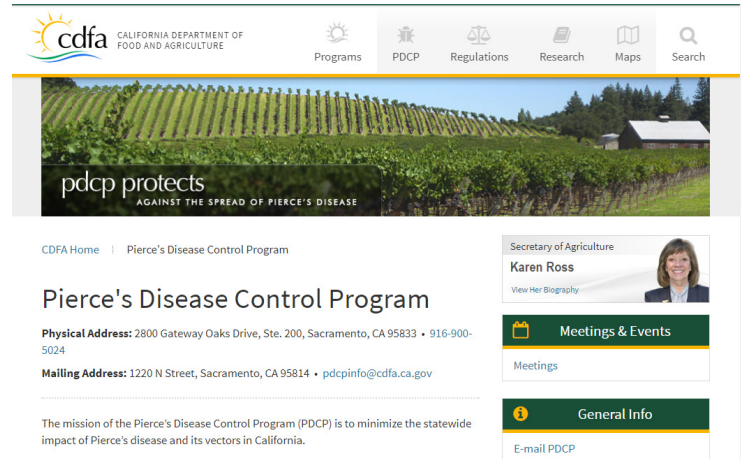 cdfa
CALIFORNIA DEPARTMENT OF
FOOD AND AGRICULTURE
Programs
PDCP
Regulations
Research
Maps
Search
pdcp protects
AGAINST THE SPREAD OF PIERCE'S DISEASE
CDFA Home | Pierce's Disease Control Program
Pierce's Disease Control Program
Physical Address: 2800 Gateway Oaks Drive, Ste. 200, Sacramento, CA 95833 • 916-900-
5024
Mailing Address: 1220 N Street, Sacramento, CA 95814 • pdcpinfo@cdfa.ca.gov
The mission of the Pierce's Disease Control Program (PDCP) is to minimize the statewide
impact of Pierce's disease and its vectors in California.
Secretary of Agriculture
Karen Ross
View Her Biography
Meetings & Events
Meetings
General Info
E-mail PDCP